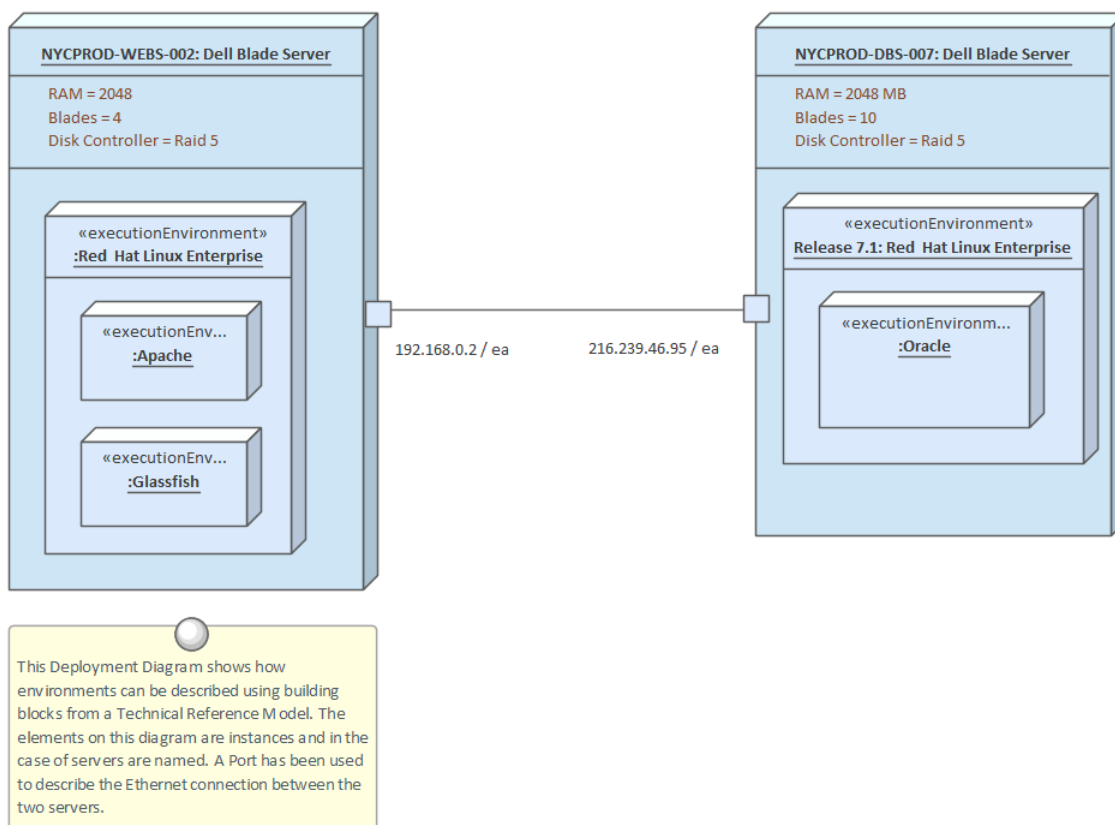 NYCPROD-WEBS-002: Dell Blade Server
RAM = 2048
Blades = 4
Disk Controller = Raid 5
«executionEnvironment»
:Red Hat Linux Enterprise
«executionEnv...
:Apache
«executionEnv...
:Glassfish
192.168.0.2 / ea
216.239.46.95 / ea
NYCPROD-DBS-007: Dell Blade Server
RAM = 2048 MB
Blades = 10
Disk Controller = Raid 5
«executionEnvironment»
Release 7.1: Red Hat Linux Enterprise
«executionEnvironm...
:Oracle
This Deployment Diagram shows how
environments can be described using building
blocks from a Technical Reference Model. The
elements on this diagram are instances and in the
case of servers are named. A Port has been used
to describe the Ethernet connection between the
two servers.